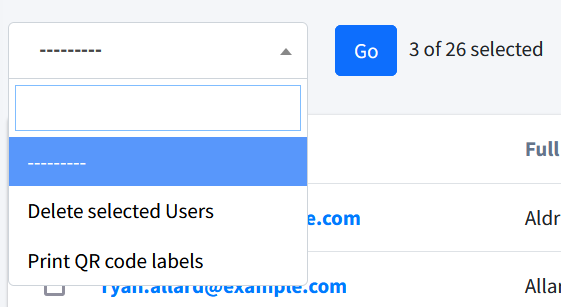 ---------
Go
3 of 26 selected
---------
Full
Delete selected Users
e.com
Aldr
Print QR code labels
ryan.allard@example.com
Allar